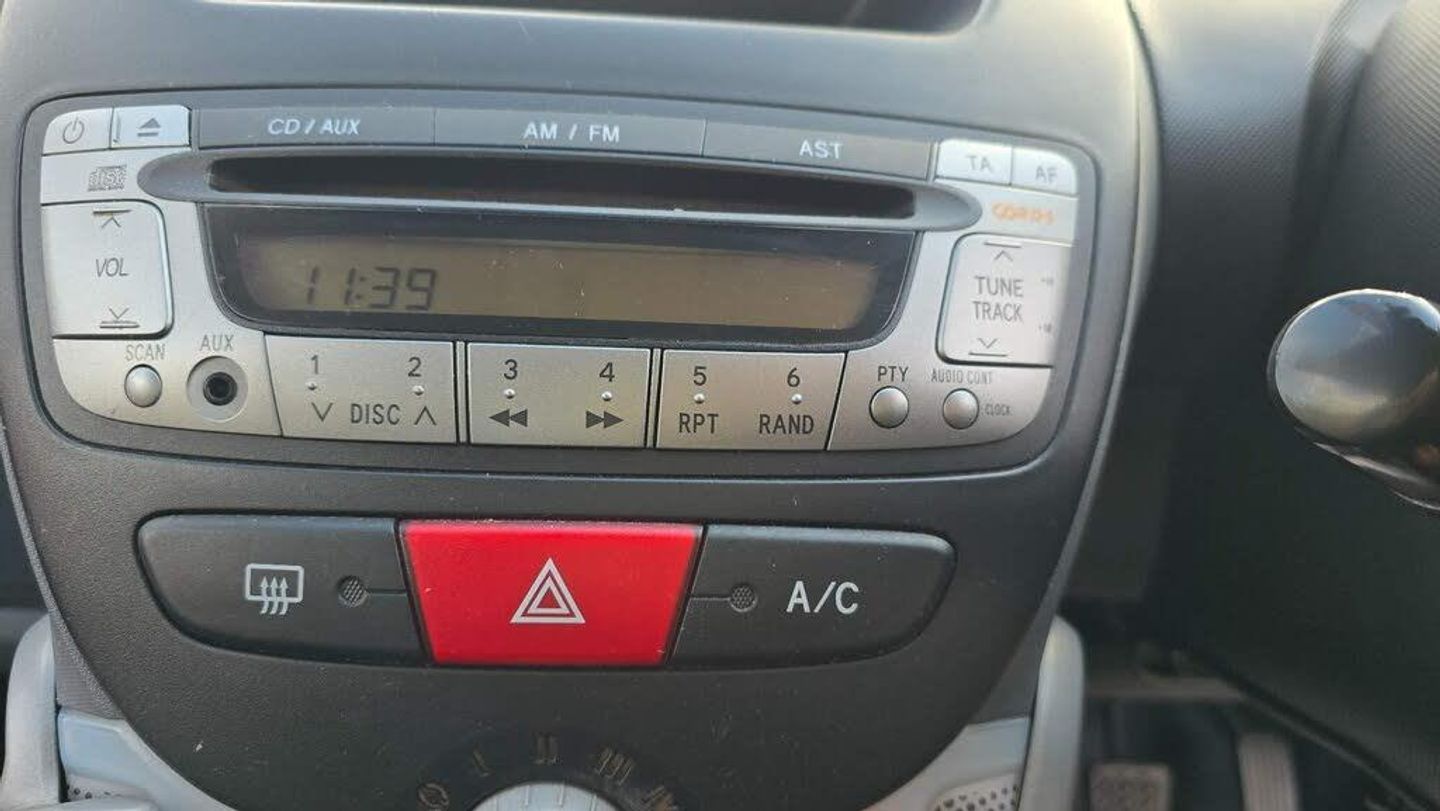 CD / AUX AM / FM AST TA AF
disc
VOL
11:39
TUNE
TRACK
SCAN AUX
1 2 3 4 5 6
DISC RPT RAND
PTY AUDIO CONT
CLOCK
A/C